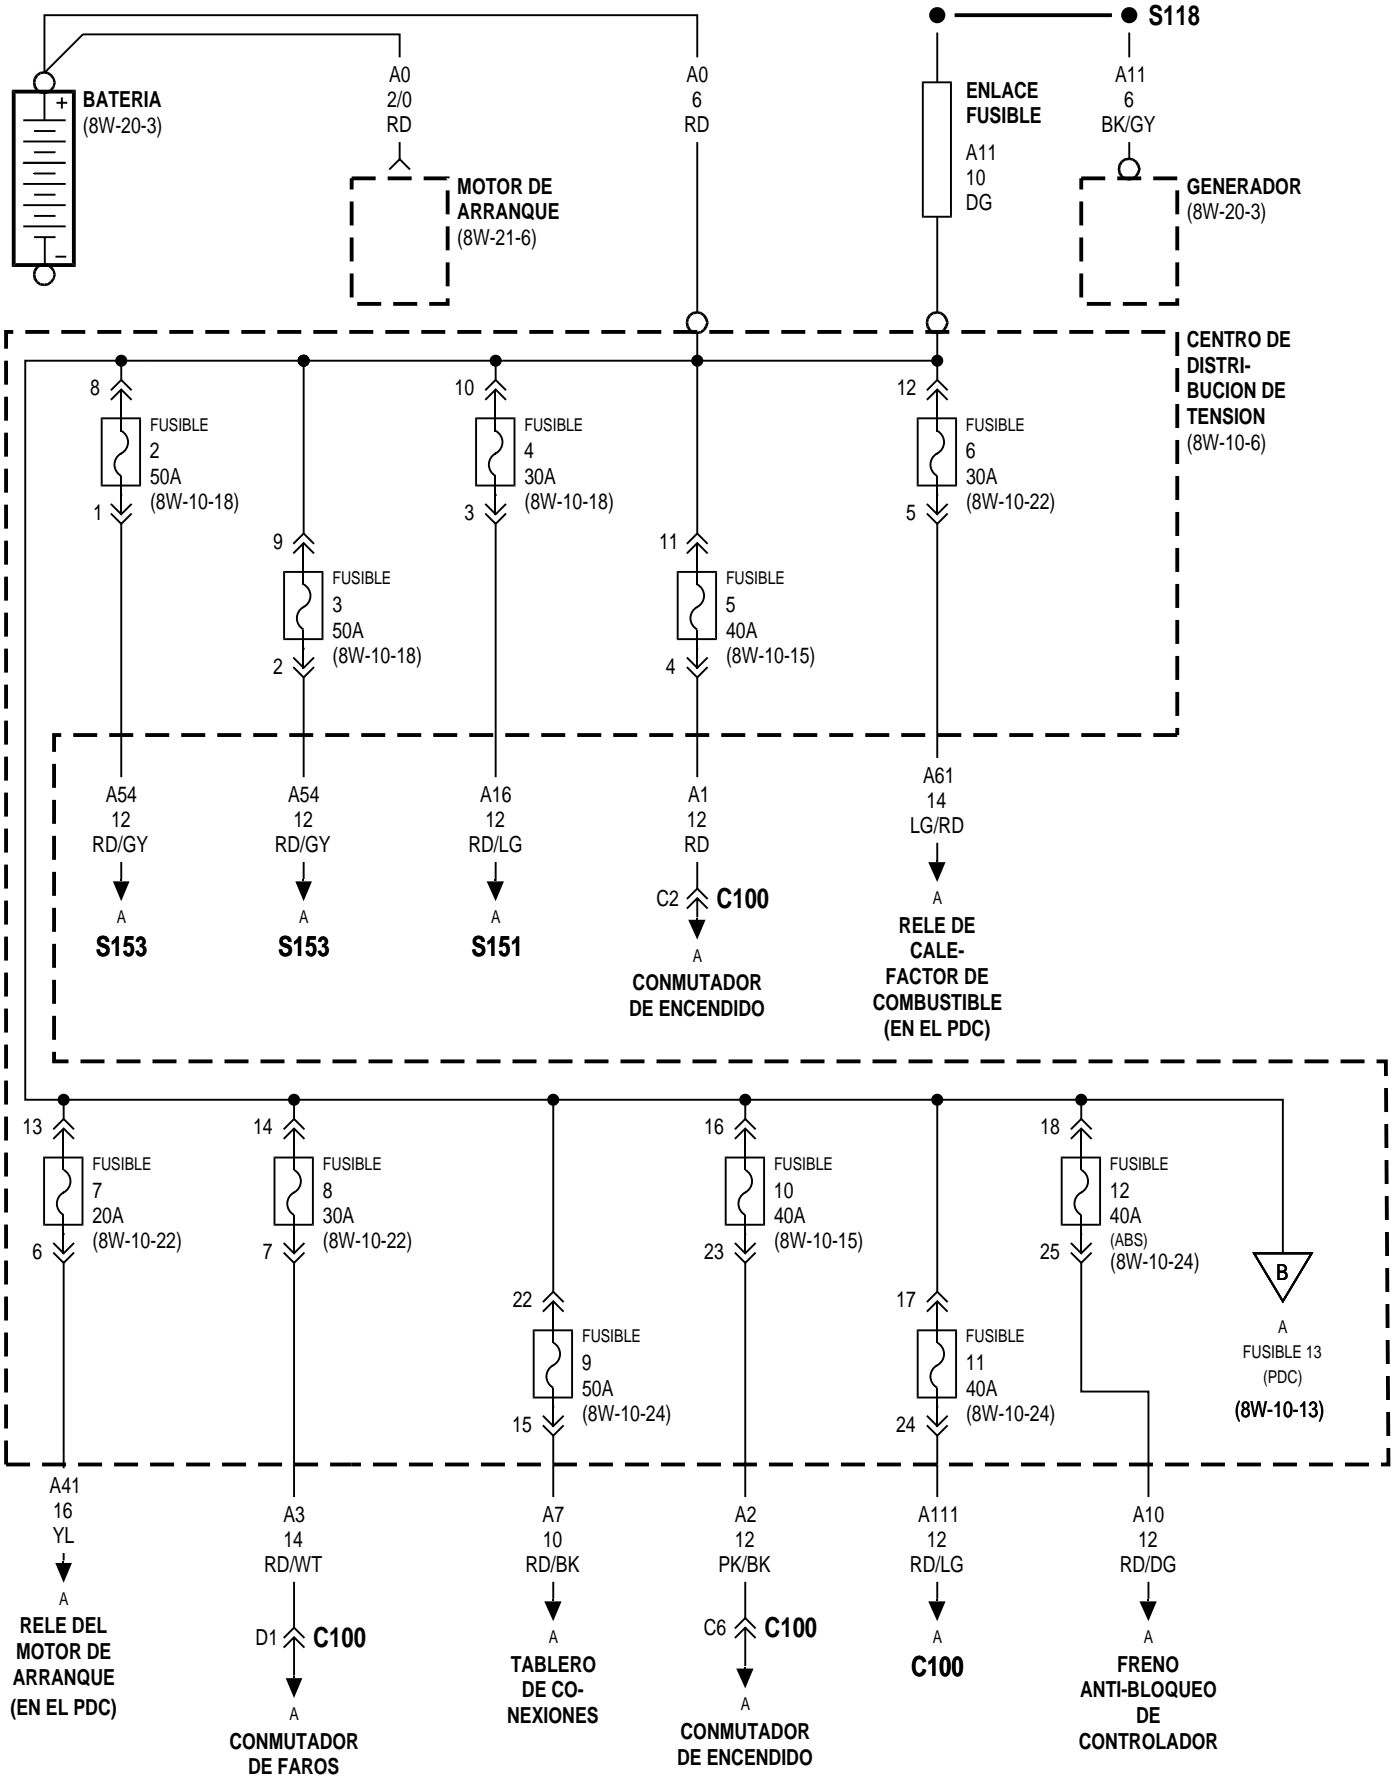 S118
A0
2/0
RD
A0
6
RD
A11
6
BK/GY
+
BATERIA
(8W-20-3)
–
ENLACE
FUSIBLE
A11
10
DG
MOTOR DE
ARRANQUE
(8W-21-6)
GENERADOR
(8W-20-3)
CENTRO DE
DISTRI-
BUCION DE
TENSION
(8W-10-6)
8
FUSIBLE
2
50A
(8W-10-18)
1
9
FUSIBLE
3
50A
(8W-10-18)
2
10
FUSIBLE
4
30A
(8W-10-18)
3
11
FUSIBLE
5
40A
(8W-10-15)
4
12
FUSIBLE
6
30A
(8W-10-22)
5
A54
12
RD/GY
A
S153
A54
12
RD/GY
A
S153
A16
12
RD/LG
A
S151
A1
12
RD
C2
C100
A
CONMUTADOR
DE ENCENDIDO
A61
14
LG/RD
A
RELE DE
CALE-
FACTOR DE
COMBUSTIBLE
(EN EL PDC)
13
FUSIBLE
7
20A
(8W-10-22)
6
14
FUSIBLE
8
30A
(8W-10-22)
7
22
FUSIBLE
9
50A
(8W-10-24)
15
16
FUSIBLE
10
40A
(8W-10-15)
23
17
FUSIBLE
11
40A
(8W-10-24)
24
18
FUSIBLE
12
40A
(ABS)
(8W-10-24)
25
B
A
FUSIBLE 13
(PDC)
(8W-10-13)
A41
16
YL
A
RELE DEL
MOTOR DE
ARRANQUE
(EN EL PDC)
A3
14
RD/WT
D1
C100
A
CONMUTADOR
DE FAROS
A7
10
RD/BK
A
TABLERO
DE CO-
NEXIONES
A2
12
PK/BK
C6
C100
A
CONMUTADOR
DE ENCENDIDO
A111
12
RD/LG
A
C100
A10
12
RD/DG
A
FRENO
ANTI-BLOQUEO
DE
CONTROLADOR